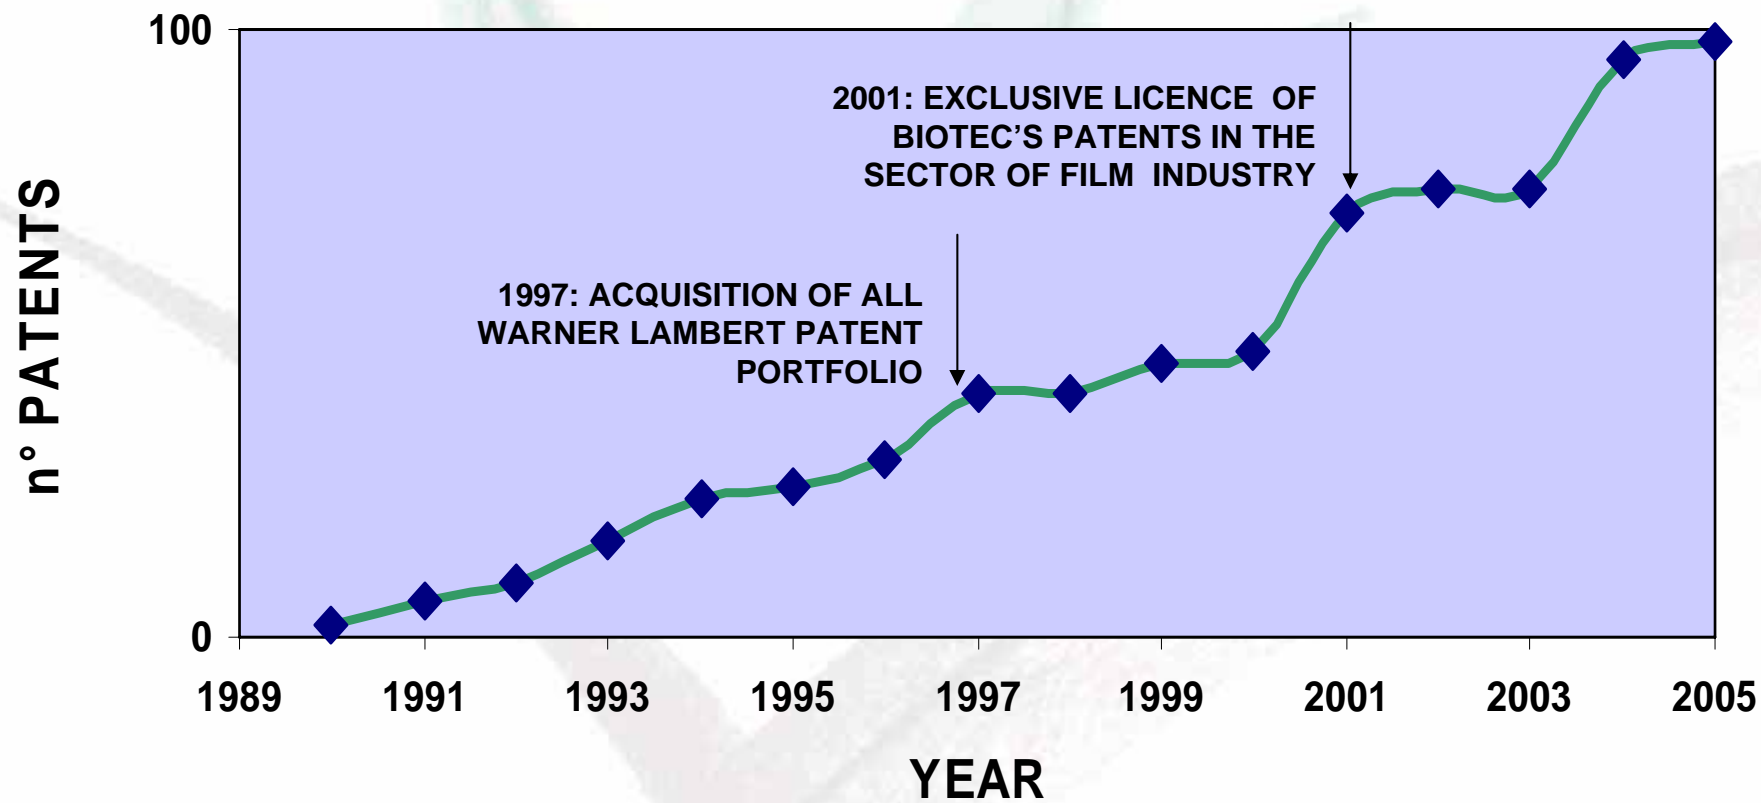 100
2001: EXCLUSIVE LICENCE OF
BIOTEC'S PATENTS IN THE
SECTOR OF FILM INDUSTRY
1997: ACQUISITION OF ALL
WARNER LAMBERT PATENT
PORTFOLIO
n° PATENTS
0
1989 1991 1993 1995 1997 1999 2001 2003 2005
YEAR